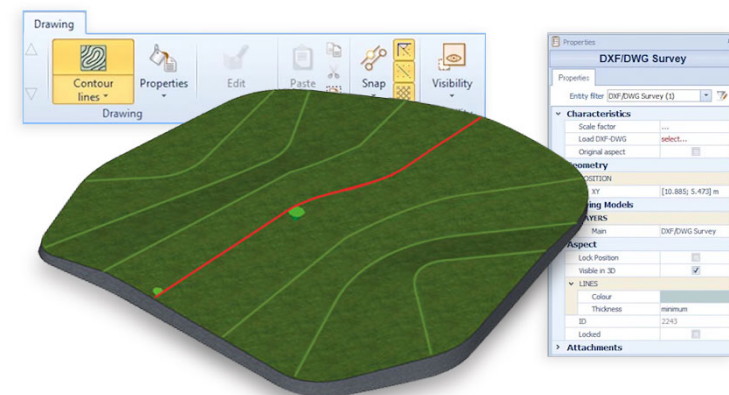 Drawing
Contour
lines
Properties
Edit
Paste
Snap
Visibility
Drawing
Properties
DXF/DWG Survey
Properties
Entity filter DXF/DWG Survey (1)
Characteristics
Scale factor ...
Load DXF-DWG select...
Original aspect
eometry
OSITION
XY [10.885; 5.473] m
ing Models
AYERS
Main DXF/DWG Survey
Aspect
Lock Position
Visible in 3D
LINES
Colour
Thickness minimum
ID 2243
Locked
Attachments